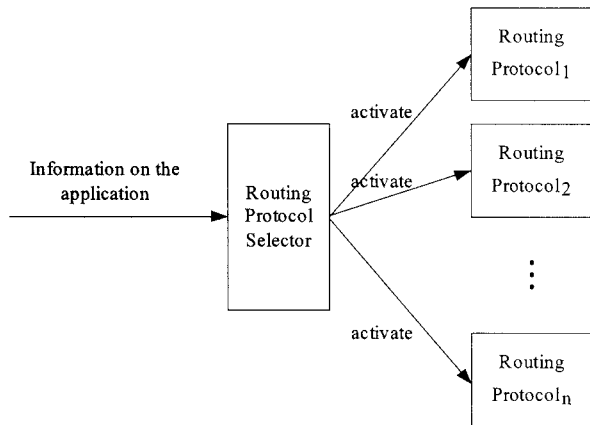 Routing
Protocol1
activate
Information on the
application
Routing
Protocol
Selector
activate
Routing
Protocol2
activate
Routing
Protocoln